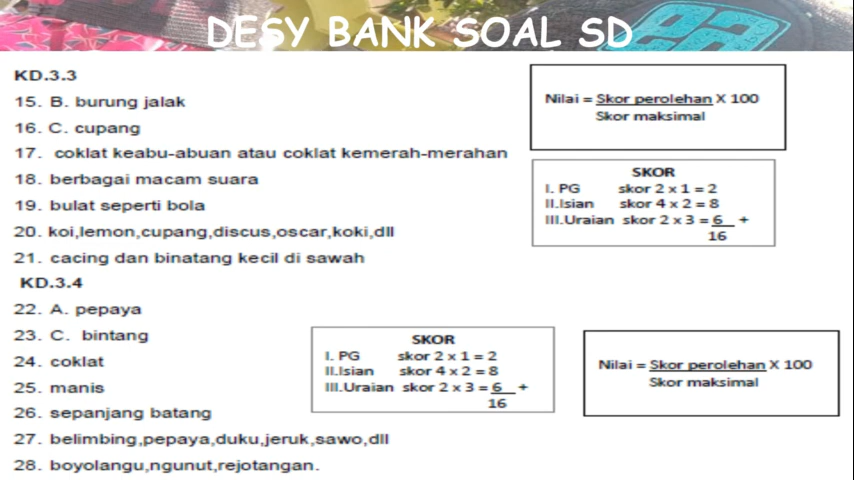 DESY BANK SOAL SD
KD.3.3
15. B. burung jalak
16. C. cupang
17. coklat keabu-abuan atau coklat kemerah-merahan
18. berbagai macam suara
19. bulat seperti bola
20. koi,lemon,cupang,discus,oscar,koki,dll
21. cacing dan binatang kecil di sawah
Nilai = Skor perolehan X 100
Skor maksimal
SKOR
I. PG skor 2 x 1 = 2
II.Isian skor 4 x 2 = 8
III.Uraian skor 2 x 3 = 6 +
16
KD.3.4
22. A. pepaya
23. C. bintang
24. coklat
25. manis
26. sepanjang batang
27. belimbing,pepaya,duku,jeruk,sawo,dll
28. boyolangu,ngunut,rejotangan.
SKOR
I. PG skor 2 x 1 = 2
II.Isian skor 4 x 2 = 8
III.Uraian skor 2 x 3 = 6 +
16
Nilai = Skor perolehan X 100
Skor maksimal